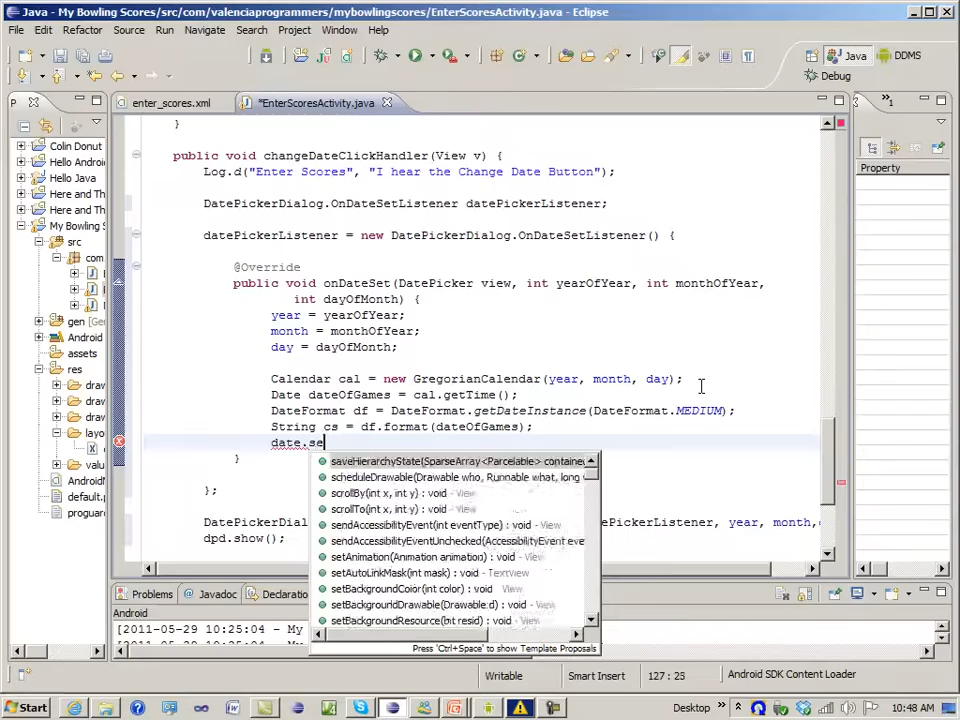 Java - My Bowling Scores/src/com/valenciaprogrammers/mybowlingscores/EnterScoresActivity.java - Eclipse
File Edit Refactor Source Run Navigate Search Project Window Help
Java DDMS
Debug
P enter_scores.xml *EnterScoresActivity.java »1
Property
Colin Donut
Hello Android
Hello Java
Here and Th
Here and Th
My Bowling S
src
com
gen [Gen
Android
assets
res
draw
draw
draw
layou
e
valu
AndroidM
default.p
proguard
}
public void changeDateClickHandler(View v) {
Log.d("Enter Scores", "I hear the Change Date Button");
DatePickerDialog.OnDateSetListener datePickerListener;
datePickerListener = new DatePickerDialog.OnDateSetListener() {
@Override
public void onDateSet(DatePicker view, int yearOfYear, int monthOfYear,
int dayOfMonth) {
year = yearOfYear;
month = monthOfYear;
day = dayOfMonth;
Calendar cal = new GregorianCalendar(year, month, day);
Date dateOfGames = cal.getTime();
DateFormat df = DateFormat.getDateInstance(DateFormat.MEDIUM);
String cs = df.format(dateOfGames);
date.se
}
};
DatePickerDia
ePickerListener, year, month,
dpd.show();
saveHierarchyState(SparseArray<Parcelable> container
scheduleDrawable(Drawable who, Runnable what, long
scrollBy(int x, int y) : void - View
scrollTo(int x, int y) : void - View
sendAccessibilityEvent(int eventType) : void - View
sendAccessibilityEventUnchecked(AccessibilityEvent eve
setAnimation(Animation animation) : void - View
setAutoLinkMask(int mask) : void - TextView
setBackgroundColor(int color) : void - View
setBackgroundDrawable(Drawable d) : void - View
setBackgroundResource(int resid) : void - View
Press 'Ctrl+Space' to show Template Proposals
Problems @ Javadoc Declaratio
Android
[2011-05-29 10:25:04 - My
Writable Smart Insert 127 : 23 Android SDK Content Loader
Start Desktop » 10:48 AM